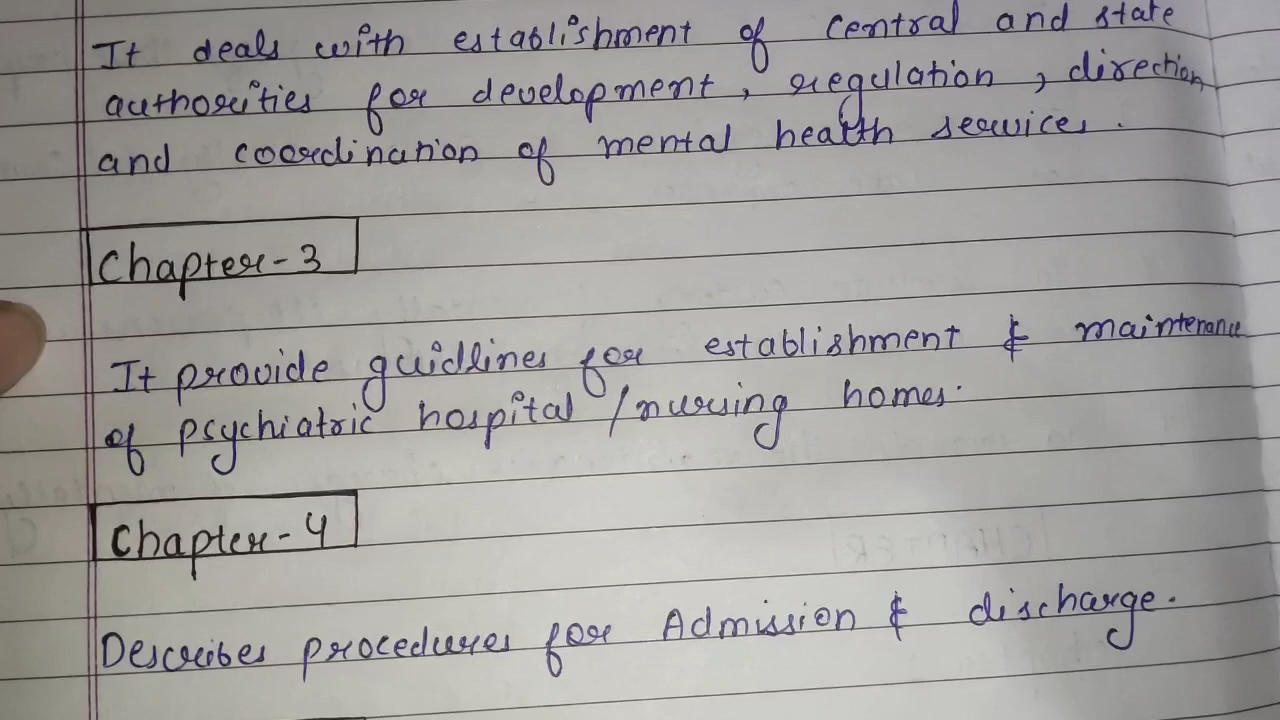 It deals with establishment of central and state
authorities for development, regulation, direction
and coordination of mental health services.
Chapter-3
It provide guidlines for establishment & maintenance
of psychiatric hospital /nursing homes.
Chapter-4
Describes procedures for Admission & discharge.